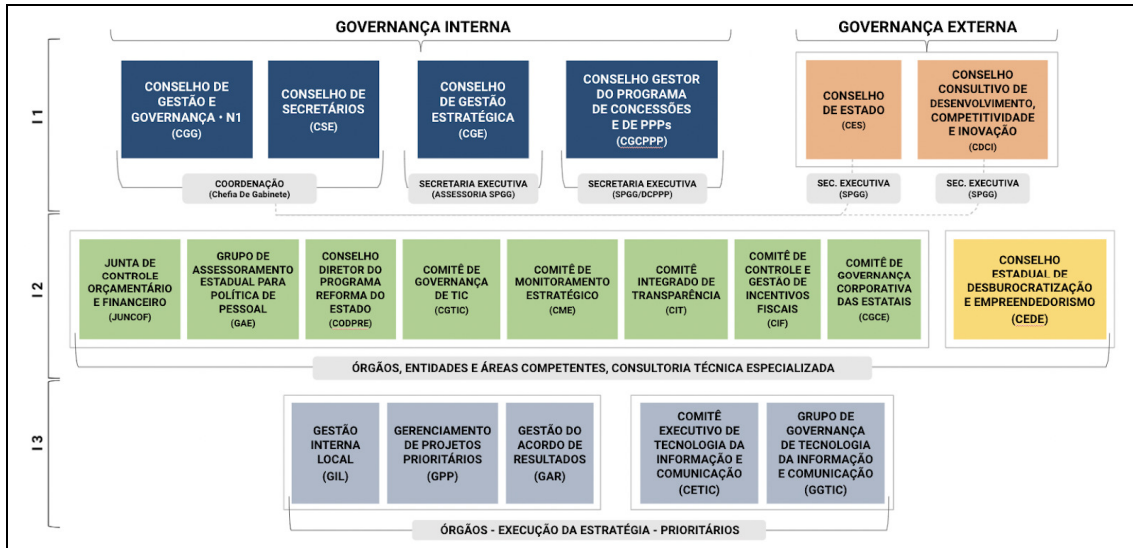 GOVERNANÇA INTERNA
GOVERNANÇA EXTERNA
I1
CONSELHO DE
GESTÃO E
GOVERNANÇA • N1
(CGG)
CONSELHO DE
SECRETÁRIOS
(CSE)
CONSELHO
DE GESTÃO
ESTRATÉGICA
(CGE)
CONSELHO GESTOR
DO PROGRAMA
DE CONCESSÕES
E DE PPPs
(CGCPPP)
CONSELHO
DE ESTADO
(CES)
CONSELHO
CONSULTIVO DE
DESENVOLVIMENTO,
COMPETITIVIDADE
E INOVAÇÃO
(CDCI)
COORDENAÇÃO
(Chefia De Gabinete)
SECRETARIA EXECUTIVA
(ASSESSORIA SPGG)
SECRETARIA EXECUTIVA
(SPGG/DCPPP)
SEC. EXECUTIVA
(SPGG)
SEC. EXECUTIVA
(SPGG)
I2
JUNTA DE
CONTROLE
ORÇAMENTÁRIO
E FINANCEIRO
(JUNCOF)
GRUPO DE
ASSESSORAMENTO
ESTADUAL PARA
POLÍTICA DE
PESSOAL
(GAE)
CONSELHO
DIRETOR DO
PROGRAMA
REFORMA DO
ESTADO
(CODPRE)
COMITÊ DE
GOVERNANÇA
DE TIC
(CGTIC)
COMITÊ DE
MONITORAMENTO
ESTRATÉGICO
(CME)
COMITÊ
INTEGRADO DE
TRANSPARÊNCIA
(CIT)
COMITÊ DE
CONTROLE E
GESTÃO DE
INCENTIVOS
FISCAIS
(CIF)
COMITÊ DE
GOVERNANÇA
CORPORATIVA
DAS ESTATAIS
(CGCE)
CONSELHO
ESTADUAL DE
DESBUROCRATIZAÇÃO
E EMPREENDEDORISMO
(CEDE)
ÓRGÃOS, ENTIDADES E ÁREAS COMPETENTES, CONSULTORIA TÉCNICA ESPECIALIZADA
I3
GESTÃO
INTERNA
LOCAL
(GIL)
GERENCIAMENTO
DE PROJETOS
PRIORITÁRIOS
(GPP)
GESTÃO DO
ACORDO DE
RESULTADOS
(GAR)
COMITÊ
EXECUTIVO DE
TECNOLOGIA DA
INFORMAÇÃO E
COMUNICAÇÃO
(CETIC)
GRUPO DE
GOVERNANÇA
DE TECNOLOGIA
DA INFORMAÇÃO
E COMUNICAÇÃO
(GGTIC)
ÓRGÃOS - EXECUÇÃO DA ESTRATÉGIA - PRIORITÁRIOS